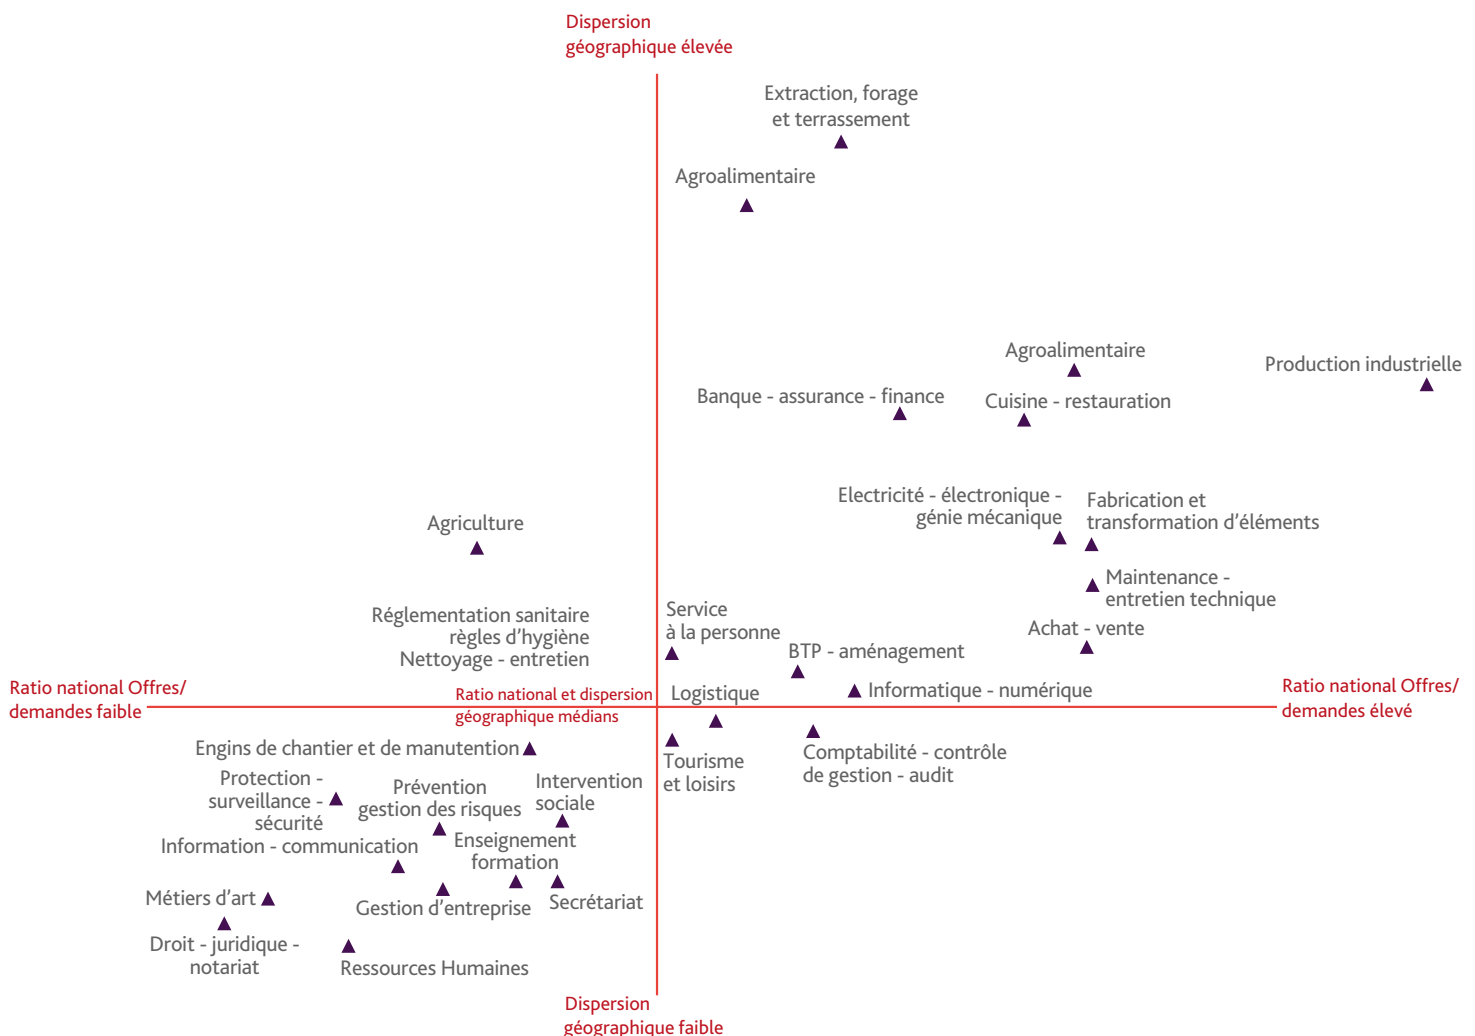 Dispersion
géographique élevée
Extraction, forage
et terrassement
Agroalimentaire
Agroalimentaire
Production industrielle
Banque - assurance - finance
Cuisine - restauration
Electricité - électronique -
génie mécanique
Fabrication et
transformation d'éléments
Agriculture
Maintenance -
entretien technique
Réglementation sanitaire
règles d'hygiène
Nettoyage - entretien
Service
à la personne
Achat - vente
BTP - aménagement
Ratio national Offres/
demandes faible
Ratio national et dispersion
géographique médians
Logistique
Informatique - numérique
Ratio national Offres/
demandes élevé
Engins de chantier et de manutention
Tourisme
et loisirs
Comptabilité - contrôle
de gestion - audit
Protection -
surveillance -
sécurité
Prévention
gestion des risques
Intervention
sociale
Information - communication
Enseignement
formation
Métiers d'art
Gestion d'entreprise
Secrétariat
Droit - juridique -
notariat
Ressources Humaines
Dispersion
géographique faible